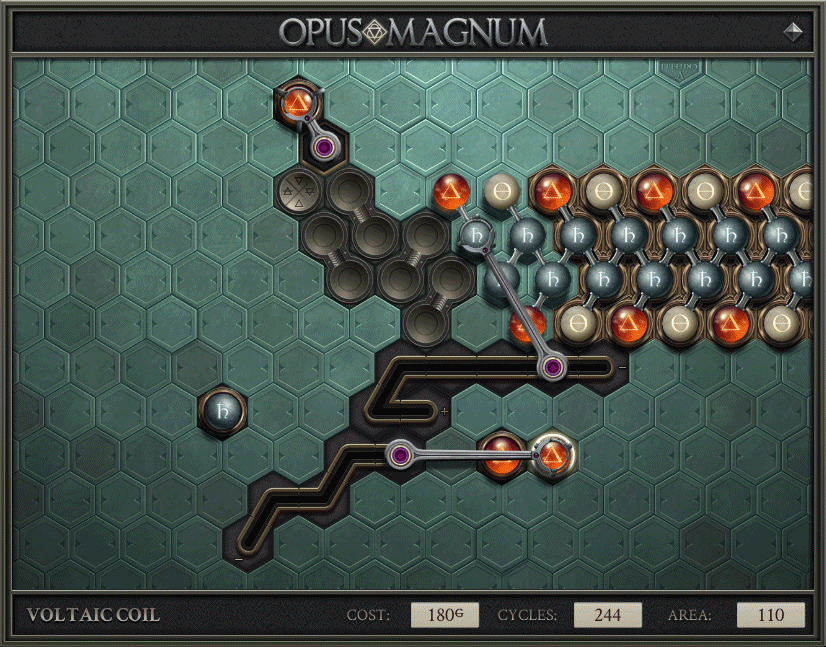 OPUS MAGNUM
VOLTAIC COIL
COST: 180G
CYCLES: 244
AREA: 110